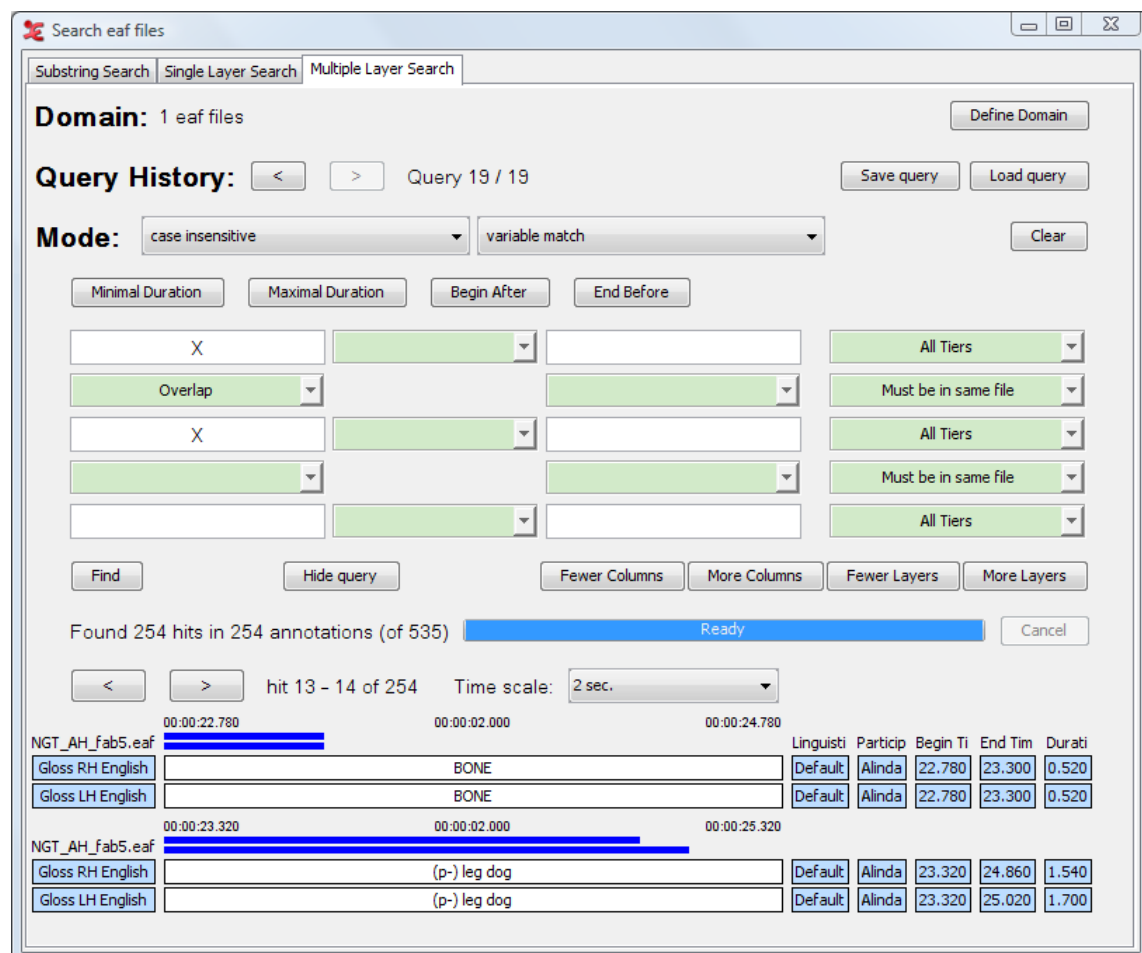 Search eaf files
Substring Search Single Layer Search Multiple Layer Search
Domain: 1 eaf files Define Domain
Query History: < > Query 19 / 19 Save query Load query
Mode: case insensitive variable match Clear
Minimal Duration Maximal Duration Begin After End Before
X All Tiers
Overlap Must be in same file
X All Tiers
Must be in same file
All Tiers
Find Hide query Fewer Columns More Columns Fewer Layers More Layers
Found 254 hits in 254 annotations (of 535) Ready Cancel
< > hit 13 - 14 of 254 Time scale: 2 sec.
00:00:22.780 00:00:02.000 00:00:24.780
NGT_AH_fab5.eaf Linguisti Particip Begin Ti End Tim Durati
Gloss RH English BONE Default Alinda 22.780 23.300 0.520
Gloss LH English BONE Default Alinda 22.780 23.300 0.520
00:00:23.320 00:00:02.000 00:00:25.320
NGT_AH_fab5.eaf
Gloss RH English (p-) leg dog Default Alinda 23.320 24.860 1.540
Gloss LH English (p-) leg dog Default Alinda 23.320 25.020 1.700